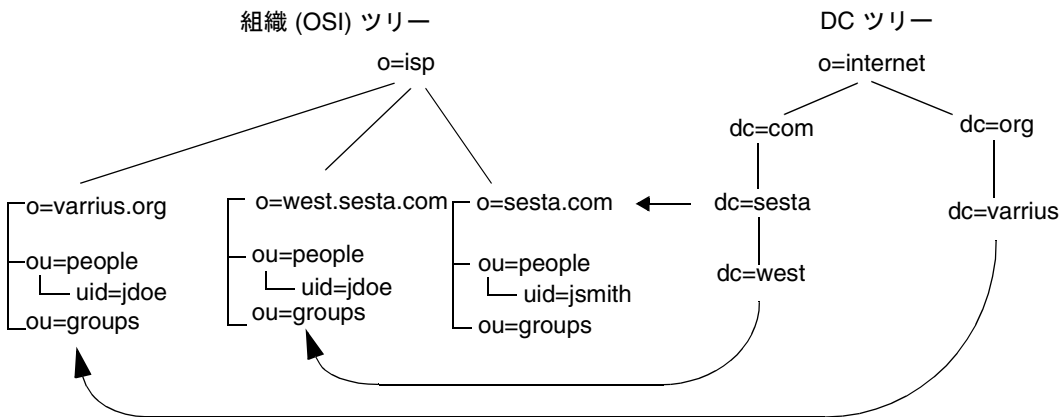 組織 (OSI) ツリー
DC ツリー
o=isp
o=internet
dc=com
dc=org
o=varrius.org
o=west.sesta.com
o=sesta.com
dc=sesta
dc=varrius
ou=people
ou=people
ou=people
dc=west
uid=jdoe
uid=jdoe
uid=jsmith
ou=groups
ou=groups
ou=groups